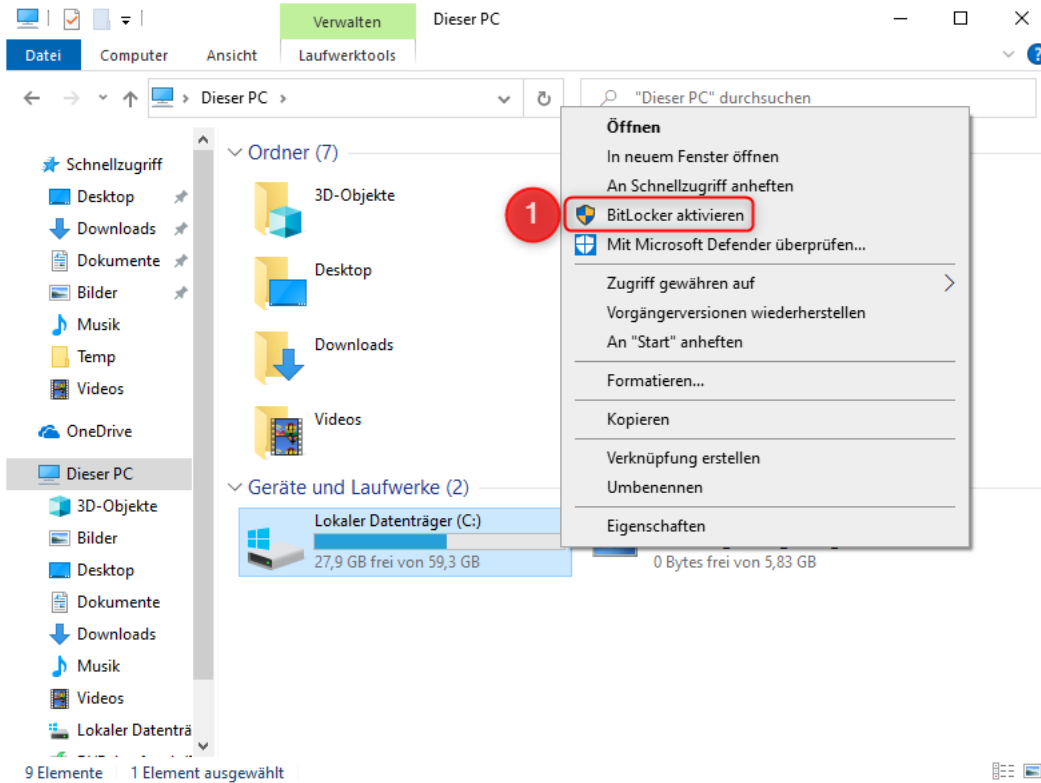 Verwalten
Dieser PC
Datei
Computer
Ansicht
Laufwerktools
?
Dieser PC
"Dieser PC" durchsuchen
Schnellzugriff
Desktop
Downloads
Dokumente
Bilder
Musik
Temp
Videos
OneDrive
Dieser PC
3D-Objekte
Bilder
Desktop
Dokumente
Downloads
Musik
Videos
Lokaler Datenträ
Ordner (7)
3D-Objekte
Desktop
Downloads
Videos
Geräte und Laufwerke (2)
Lokaler Datenträger (C:)
27,9 GB frei von 59,3 GB
0 Bytes frei von 5,83 GB
Öffnen
In neuem Fenster öffnen
An Schnellzugriff anheften
1
BitLocker aktivieren
Mit Microsoft Defender überprüfen...
Zugriff gewähren auf
Vorgängerversionen wiederherstellen
An "Start" anheften
Formatieren...
Kopieren
Verknüpfung erstellen
Umbenennen
Eigenschaften
9 Elemente
1 Element ausgewählt